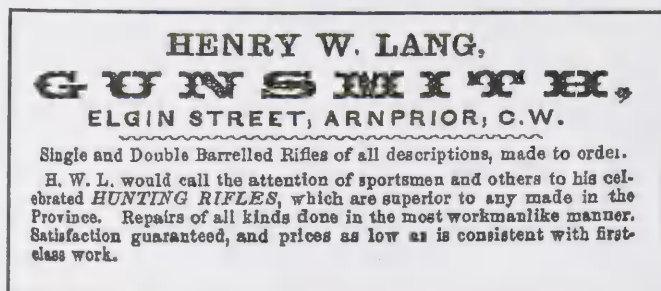 HENRY W. LANG,
GUNSMITH,
ELGIN STREET, ARNPRIOR, C.W.
Single and Double Barrelled Rifles of all descriptions, made to order.
H. W. L. would call the attention of sportsmen and others to his cel-
ebrated HUNTING RIFLES, which are superior to any made in the
Province. Repairs of all kinds done in the most workmanlike manner.
Satisfaction guaranteed, and prices as low as is consistent with first-
class work.